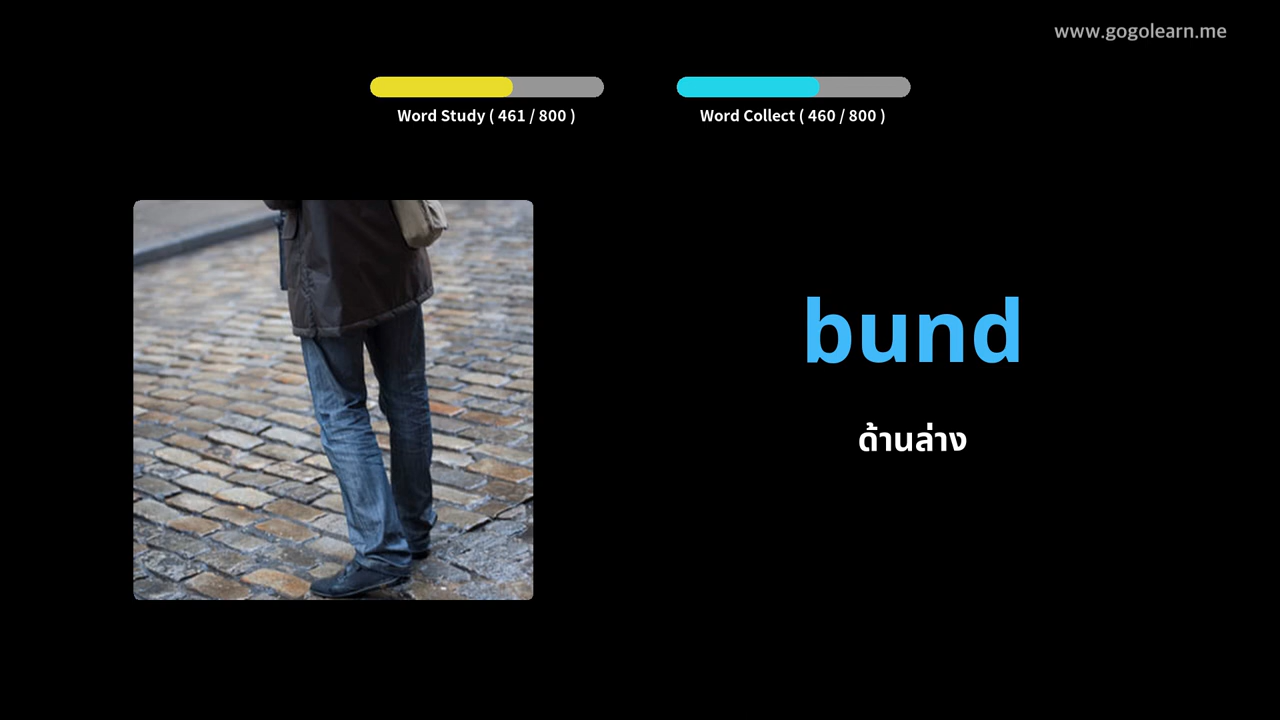 www.gogolearn.me
Word Study ( 461 / 800 )
Word Collect ( 460 / 800 )
bund
ด้านล่าง